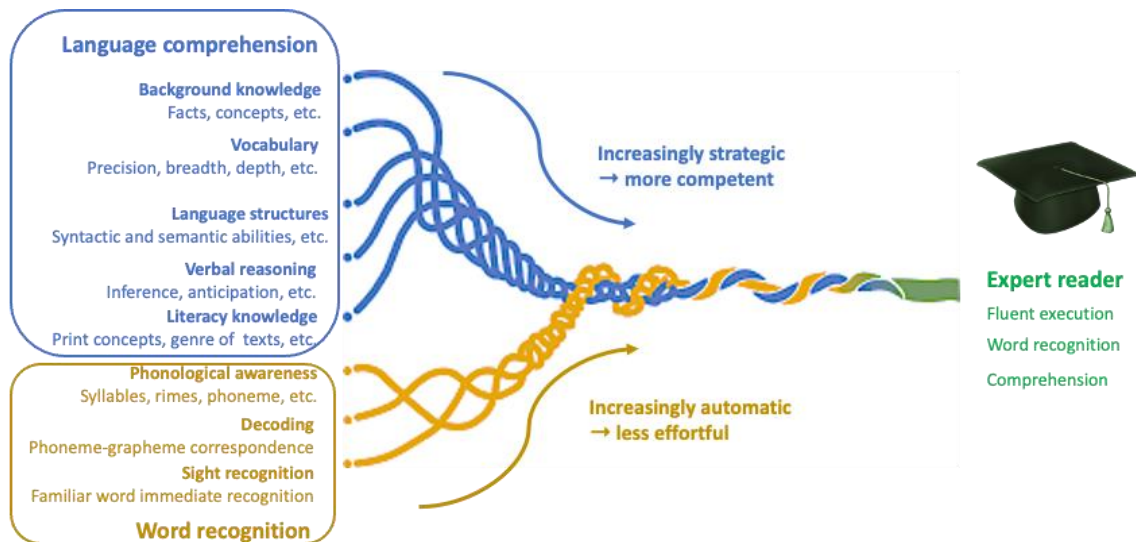 Language comprehension
Background knowledge
Facts, concepts, etc.
Vocabulary
Precision, breadth, depth, etc.
Language structures
Syntactic and semantic abilities, etc.
Verbal reasoning
Inference, anticipation, etc.
Literacy knowledge
Print concepts, genre of texts, etc.
Phonological awareness
Syllables, rimes, phoneme, etc.
Decoding
Phoneme-grapheme correspondence
Sight recognition
Familiar word immediate recognition
Word recognition
Increasingly strategic
→ more competent
Increasingly automatic
→ less effortful
Expert reader
Fluent execution
Word recognition
Comprehension